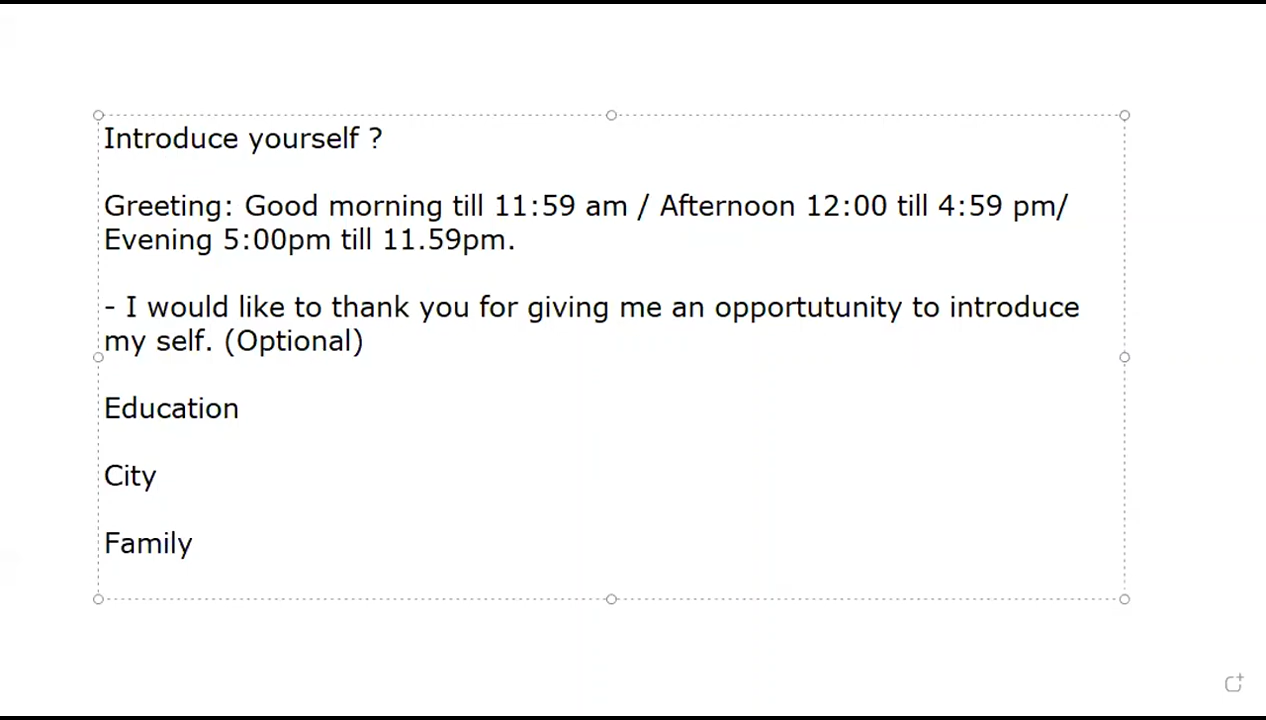 Introduce yourself ?
Greeting: Good morning till 11:59 am / Afternoon 12:00 till 4:59 pm/
Evening 5:00pm till 11.59pm.
- I would like to thank you for giving me an opportutunity to introduce
my self. (Optional)
Education
City
Family